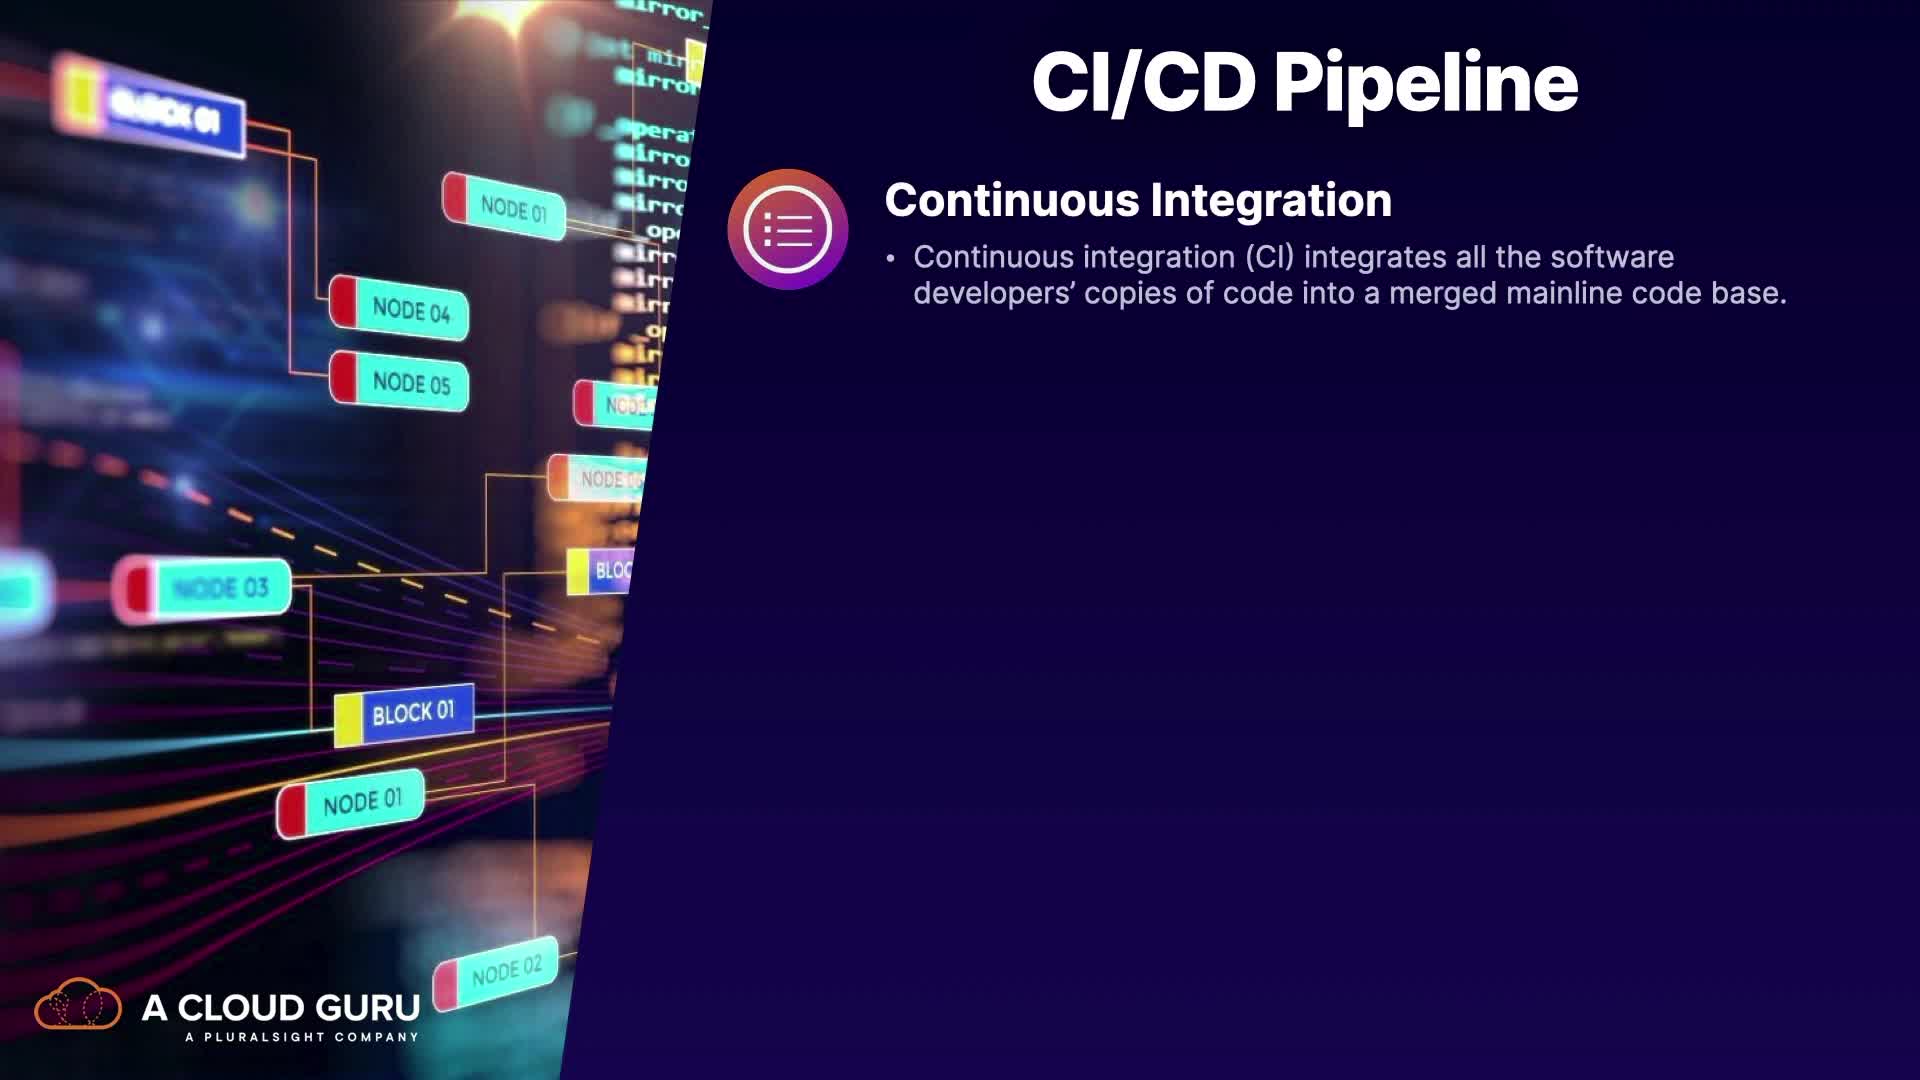 CI/CD Pipeline
Continuous Integration
• Continuous integration (CI) integrates all the software
developers’ copies of code into a merged mainline code base.
BLOCK 01
NODE 01
NODE 04
NODE 05
NODE 03
BLOCK 01
NODE 01
NODE 02
A CLOUD GURU
A PLURALSIGHT COMPANY